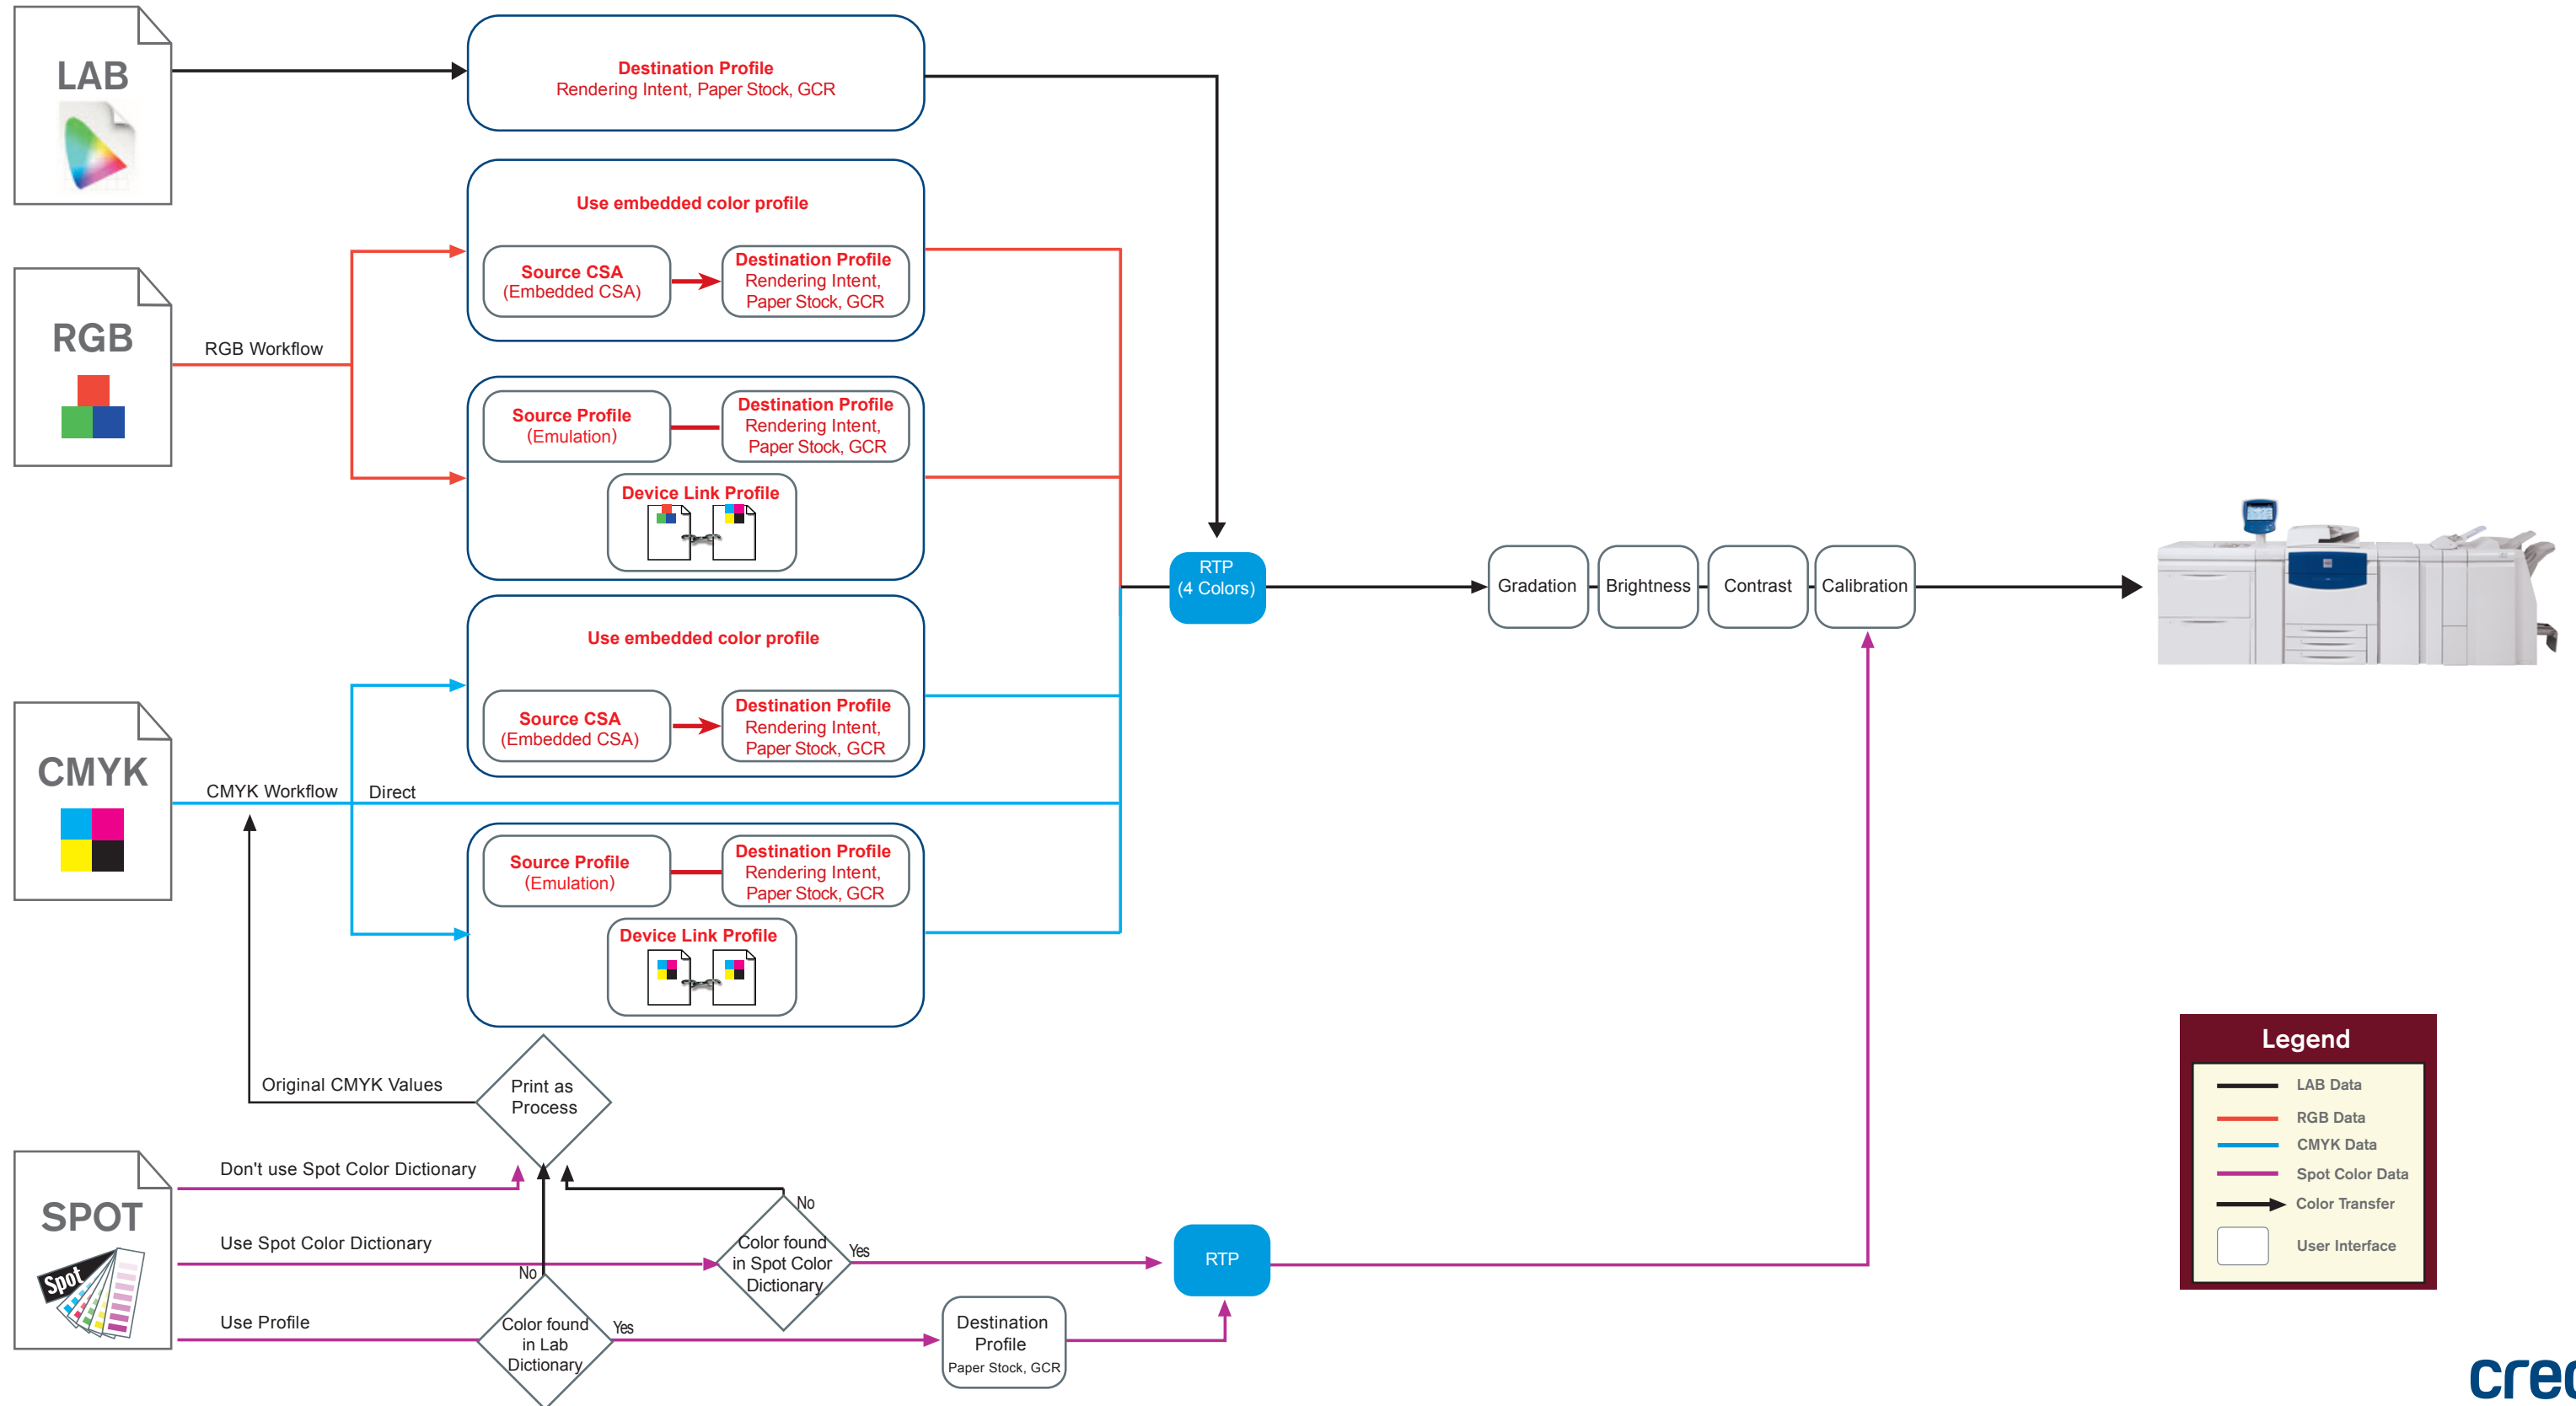 LAB
Destination Profile
Rendering Intent, Paper Stock, GCR
Use embedded color profile
Source CSA
(Embedded CSA)
Destination Profile
Rendering Intent,
Paper Stock, GCR
RGB
RGB Workflow
Source Profile
(Emulation)
Destination Profile
Rendering Intent,
Paper Stock, GCR
Device Link Profile
RTP
(4 Colors)
Gradation
Brightness
Contrast
Calibration
Use embedded color profile
Source CSA
(Embedded CSA)
Destination Profile
Rendering Intent,
Paper Stock, GCR
CMYK
CMYK Workflow
Direct
Source Profile
(Emulation)
Destination Profile
Rendering Intent,
Paper Stock, GCR
Device Link Profile
Original CMYK Values
Print as
Process
SPOT
Spot
Don't use Spot Color Dictionary
Use Spot Color Dictionary
Use Profile
No
Color found
in Spot Color
Dictionary
Yes
No
Color found
in Lab
Dictionary
Yes
RTP
Destination
Profile
Paper Stock, GCR
Legend
LAB Data
RGB Data
CMYK Data
Spot Color Data
Color Transfer
User Interface